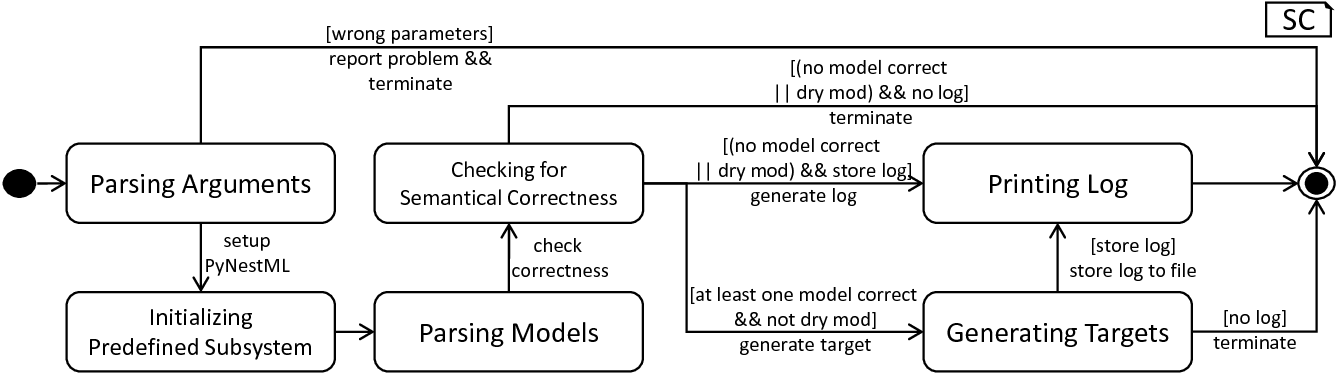 SC
[wrong parameters]
report problem &&
terminate
[(no model correct
|| dry mod) && no log]
terminate
Parsing Arguments
Checking for
Semantical Correctness
[(no model correct
|| dry mod) && store log]
generate log
Printing Log
setup
PyNestML
check
correctness
[store log]
store log to file
Initializing
Predefined Subsystem
Parsing Models
[at least one model correct
&& not dry mod]
generate target
Generating Targets
[no log]
terminate